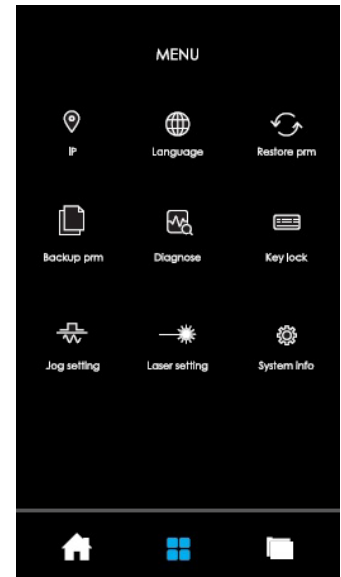 MENU
IP
Language
Restore prm
Backup prm
Diagnose
Key lock
Jog setting
Laser setting
System info